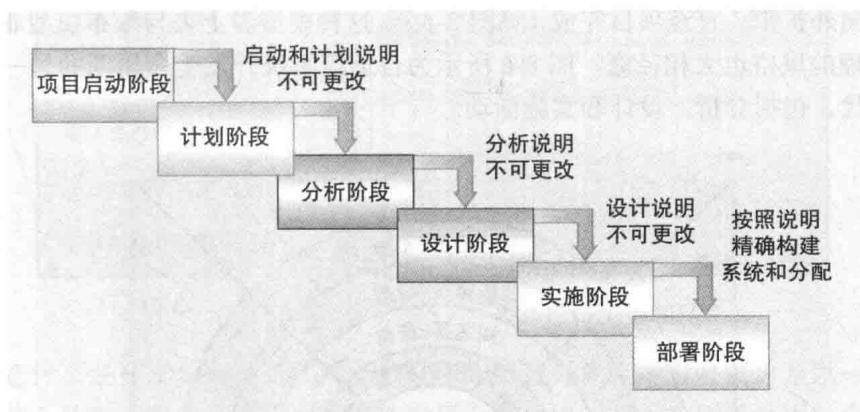 项目启动阶段
启动和计划说明
不可更改
计划阶段
分析阶段
分析说明
不可更改
设计阶段
设计说明
不可更改
实施阶段
按照说明
精确构建
系统和分配
部署阶段